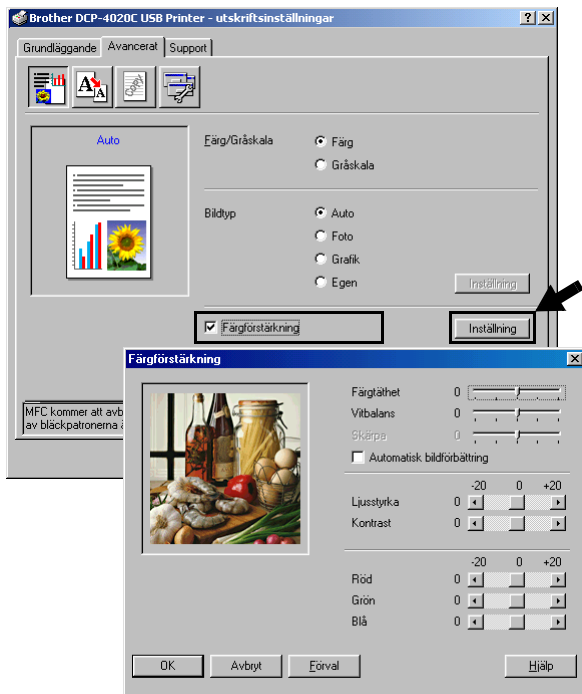 Brother DCP-4020C USB Printer - utskriftsinställningar
Grundläggande Avancerat Support
Auto
Färg/Gråskala
Färg
Gråskala
Bildtyp
Auto
Foto
Grafik
Egen
Inställning
Färgförstärkning
Inställning
MFC kommer att avb
av bläckpatronerna ä
Färgförstärkning
Färgtäthet 0
Vitbalans 0
Skärpa 0
Automatisk bildförbättring
-20 0 +20
Ljusstyrka 0
Kontrast 0
-20 0 +20
Röd 0
Grön 0
Blå 0
OK Avbryt Förval Hjälp